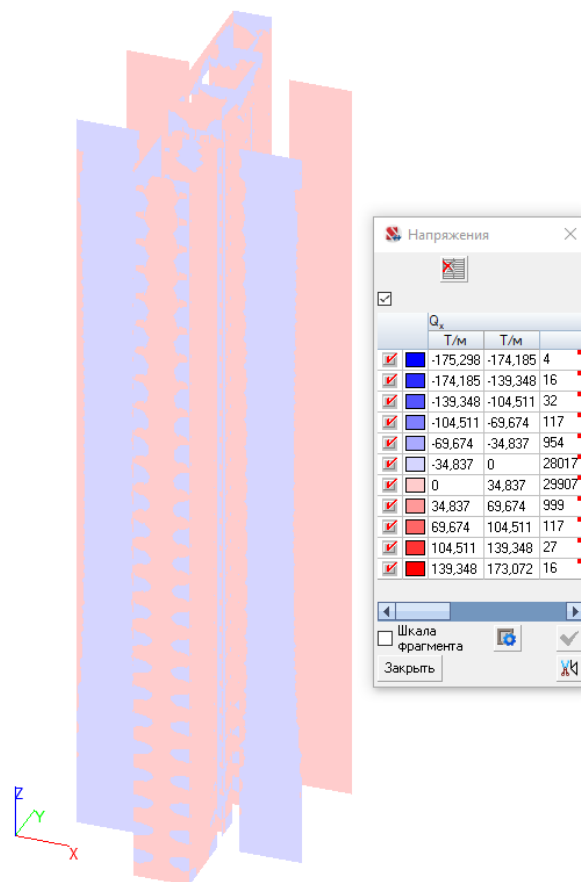 Напряжения
Qx
Т/м Т/м
-175,298 -174,185 4
-174,185 -139,348 16
-139,348 -104,511 32
-104,511 -69,674 117
-69,674 -34,837 954
-34,837 0 28017
0 34,837 29907
34,837 69,674 999
69,674 104,511 117
104,511 139,348 27
139,348 173,072 16
Шкала
фрагмента
Закрыть
Z
Y
X